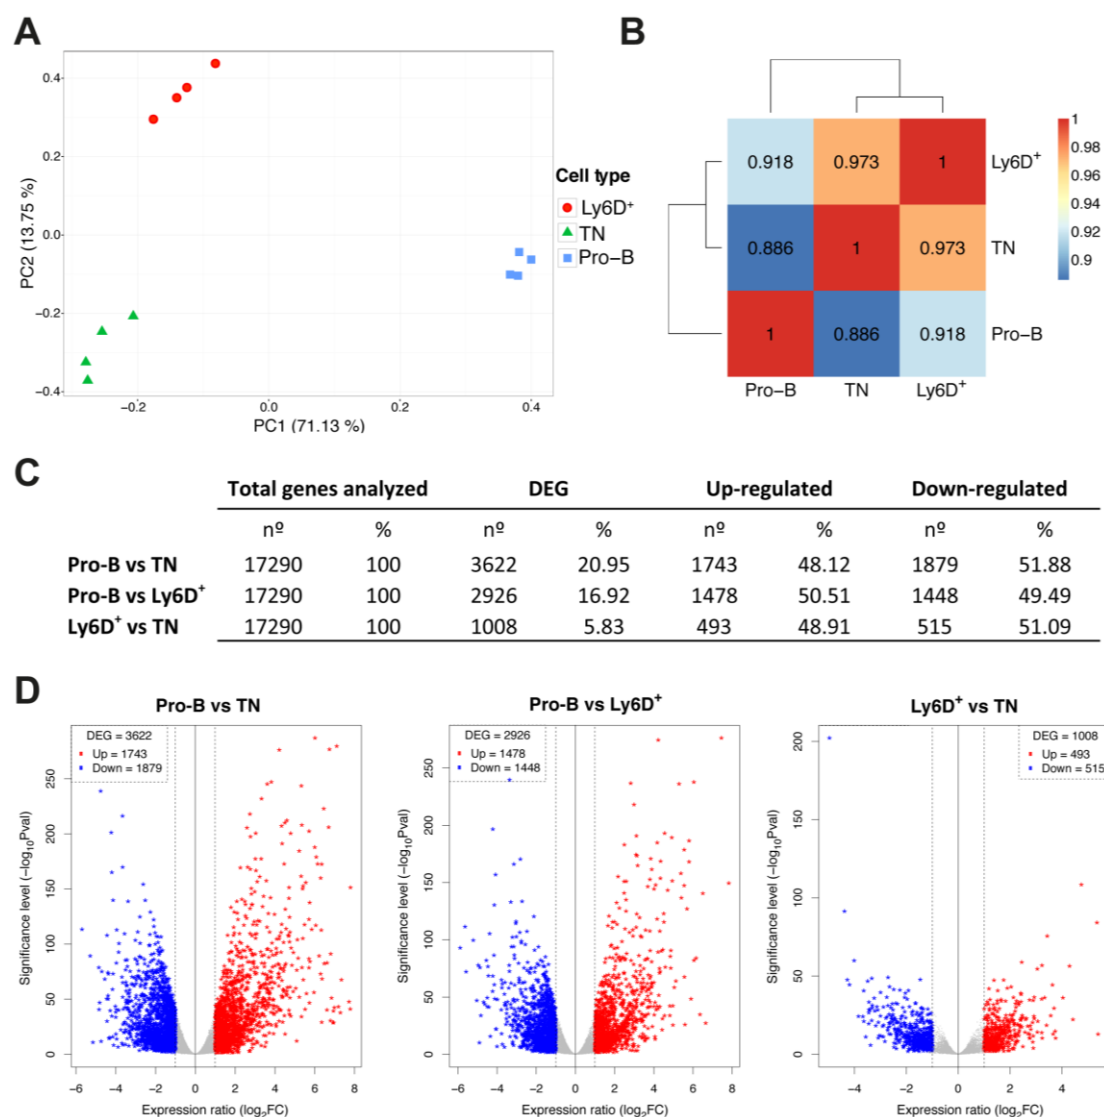 A
0.4
0.2
0.0
−0.2
−0.4
PC2 (13.75 %)
−0.2
0.0
0.2
0.4
PC1 (71.13 %)
Cell type
Ly6D⁺
TN
Pro−B
B
0.918 0.973 1 Ly6D⁺
0.886 1 0.973 TN
1 0.886 0.918 Pro−B
Pro−B TN Ly6D⁺
1
0.98
0.96
0.94
0.92
0.9
C
Total genes analyzed DEG Up-regulated Down-regulated
nº % nº % nº % nº %
Pro-B vs TN 17290 100 3622 20.95 1743 48.12 1879 51.88
Pro-B vs Ly6D⁺ 17290 100 2926 16.92 1478 50.51 1448 49.49
Ly6D⁺ vs TN 17290 100 1008 5.83 493 48.91 515 51.09
D
Pro-B vs TN
DEG = 3622
Up = 1743
Down = 1879
250
200
150
100
50
0
Significance level (−log₁₀Pval)
−6 −4 −2 0 2 4 6 8
Expression ratio (log₂FC)
Pro-B vs Ly6D⁺
DEG = 2926
Up = 1478
Down = 1448
250
200
150
100
50
0
Significance level (−log₁₀Pval)
−6 −4 −2 0 2 4 6 8
Expression ratio (log₂FC)
Ly6D⁺ vs TN
DEG = 1008
Up = 493
Down = 515
200
150
100
50
0
Significance level (−log₁₀Pval)
−4 −2 0 2 4
Expression ratio (log₂FC)